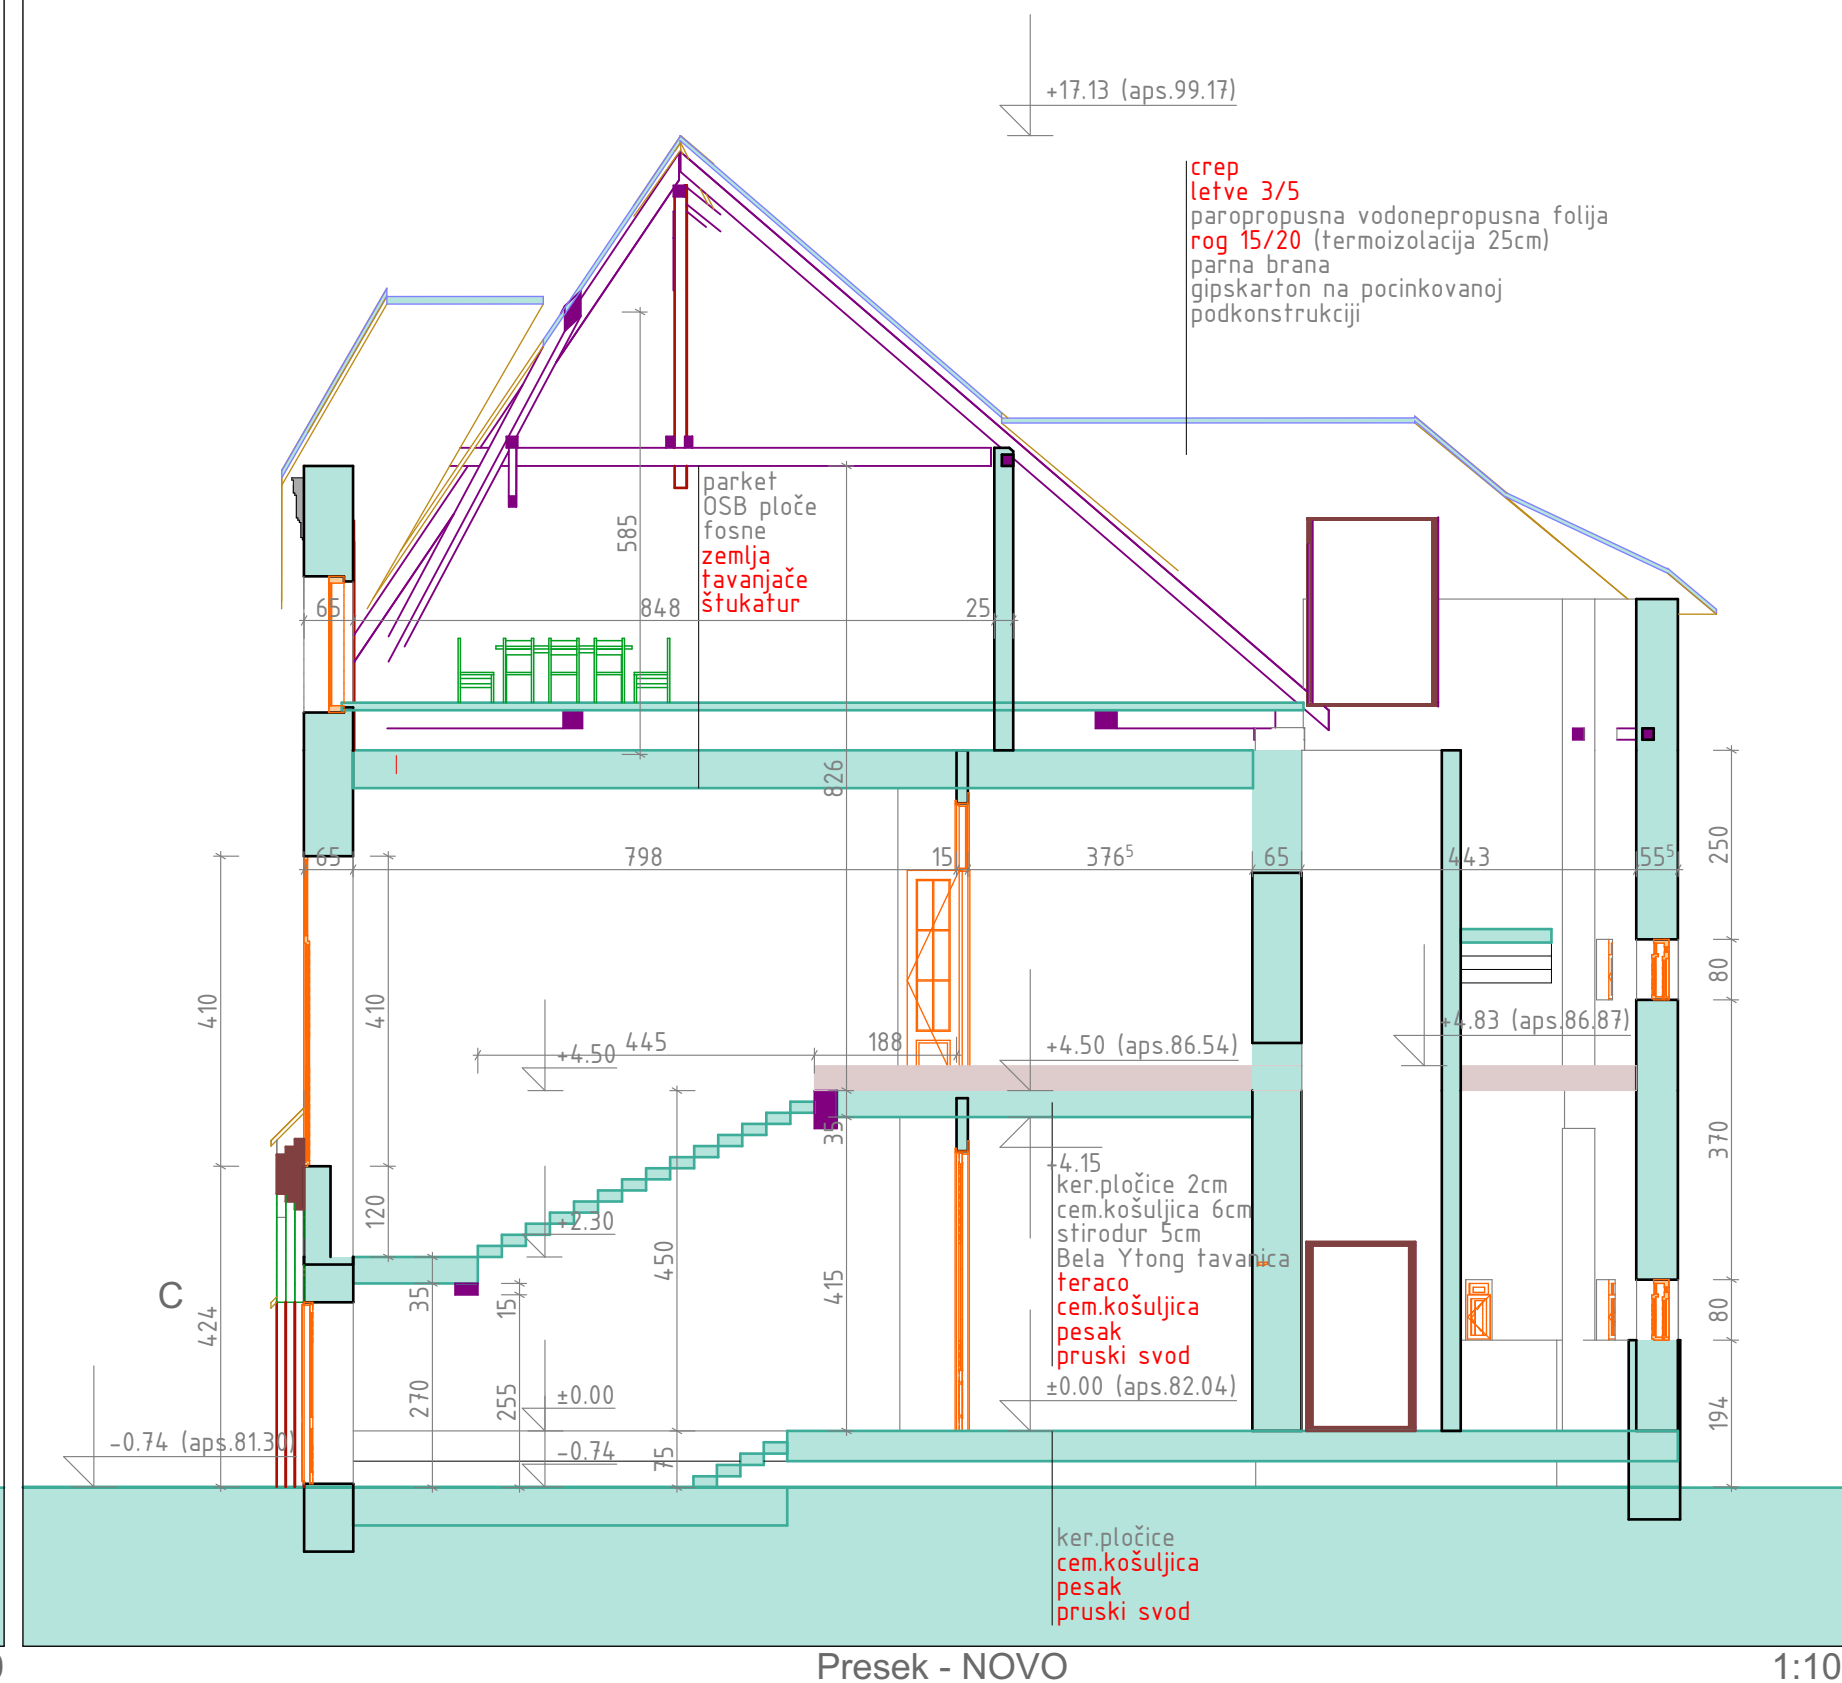 +17.13 (aps.99.17)
crep
letve 3/5
paropropusna vodonepropusna folija
rog 15/20 (termoizolacija 25cm)
parna brana
gipskarton na pocinkovanoj
podkonstrukciji
parket
OSB ploče
fosne
zemlja
tavanjače
štukatur
585
65
848
25
826
65
798
15
376⁵
65
443
55⁵
250
80
370
80
194
410
410
445
188
+4.50
+4.50 (aps.86.54)
+4.83 (aps.86.87)
35
+4.15
ker.pločice 2cm
cem.košuljica 6cm
stirodur 5cm
Bela Ytong tavanica
teraco
cem.košuljica
pesak
pruski svod
120
+2.30
450
415
C
424
35
15
270
255
±0.00
±0.00 (aps.82.04)
-0.74 (aps.81.30)
-0.74
75
ker.pločice
cem.košuljica
pesak
pruski svod
Presek - NOVO
1:10